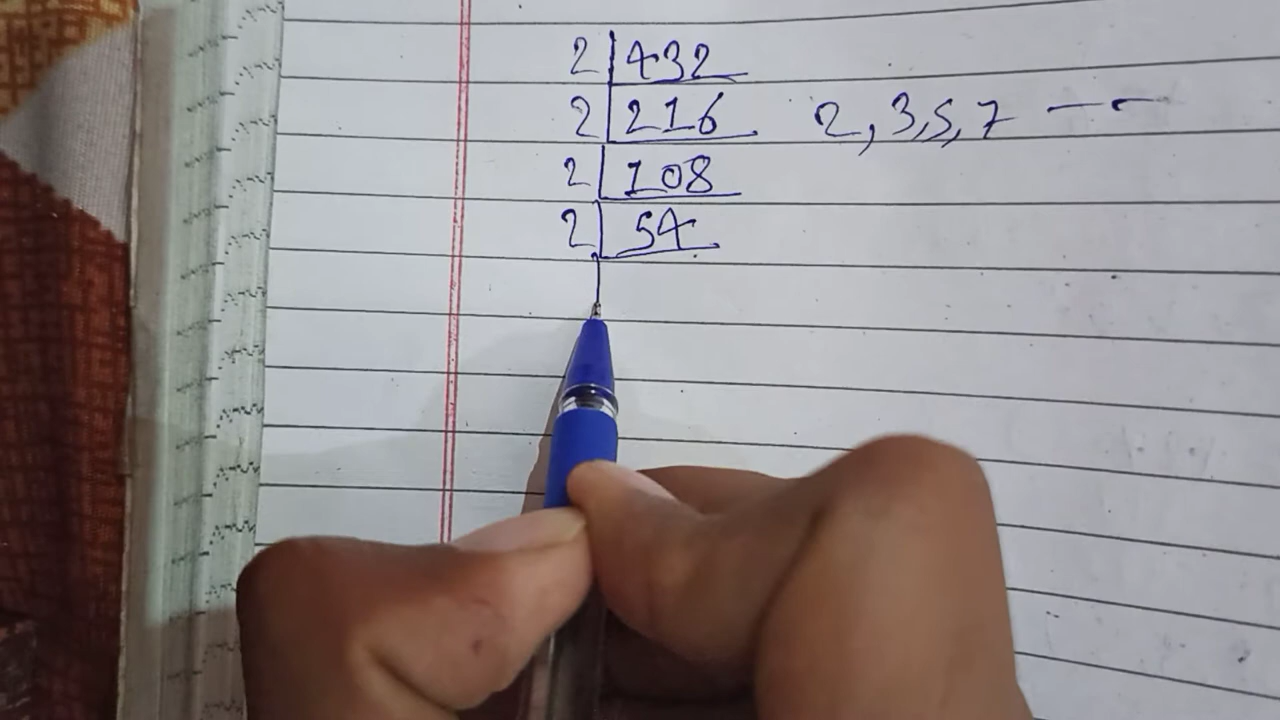 2 | 432
2 | 216 2, 3, 5, 7 - -
2 | 108
2 | 54